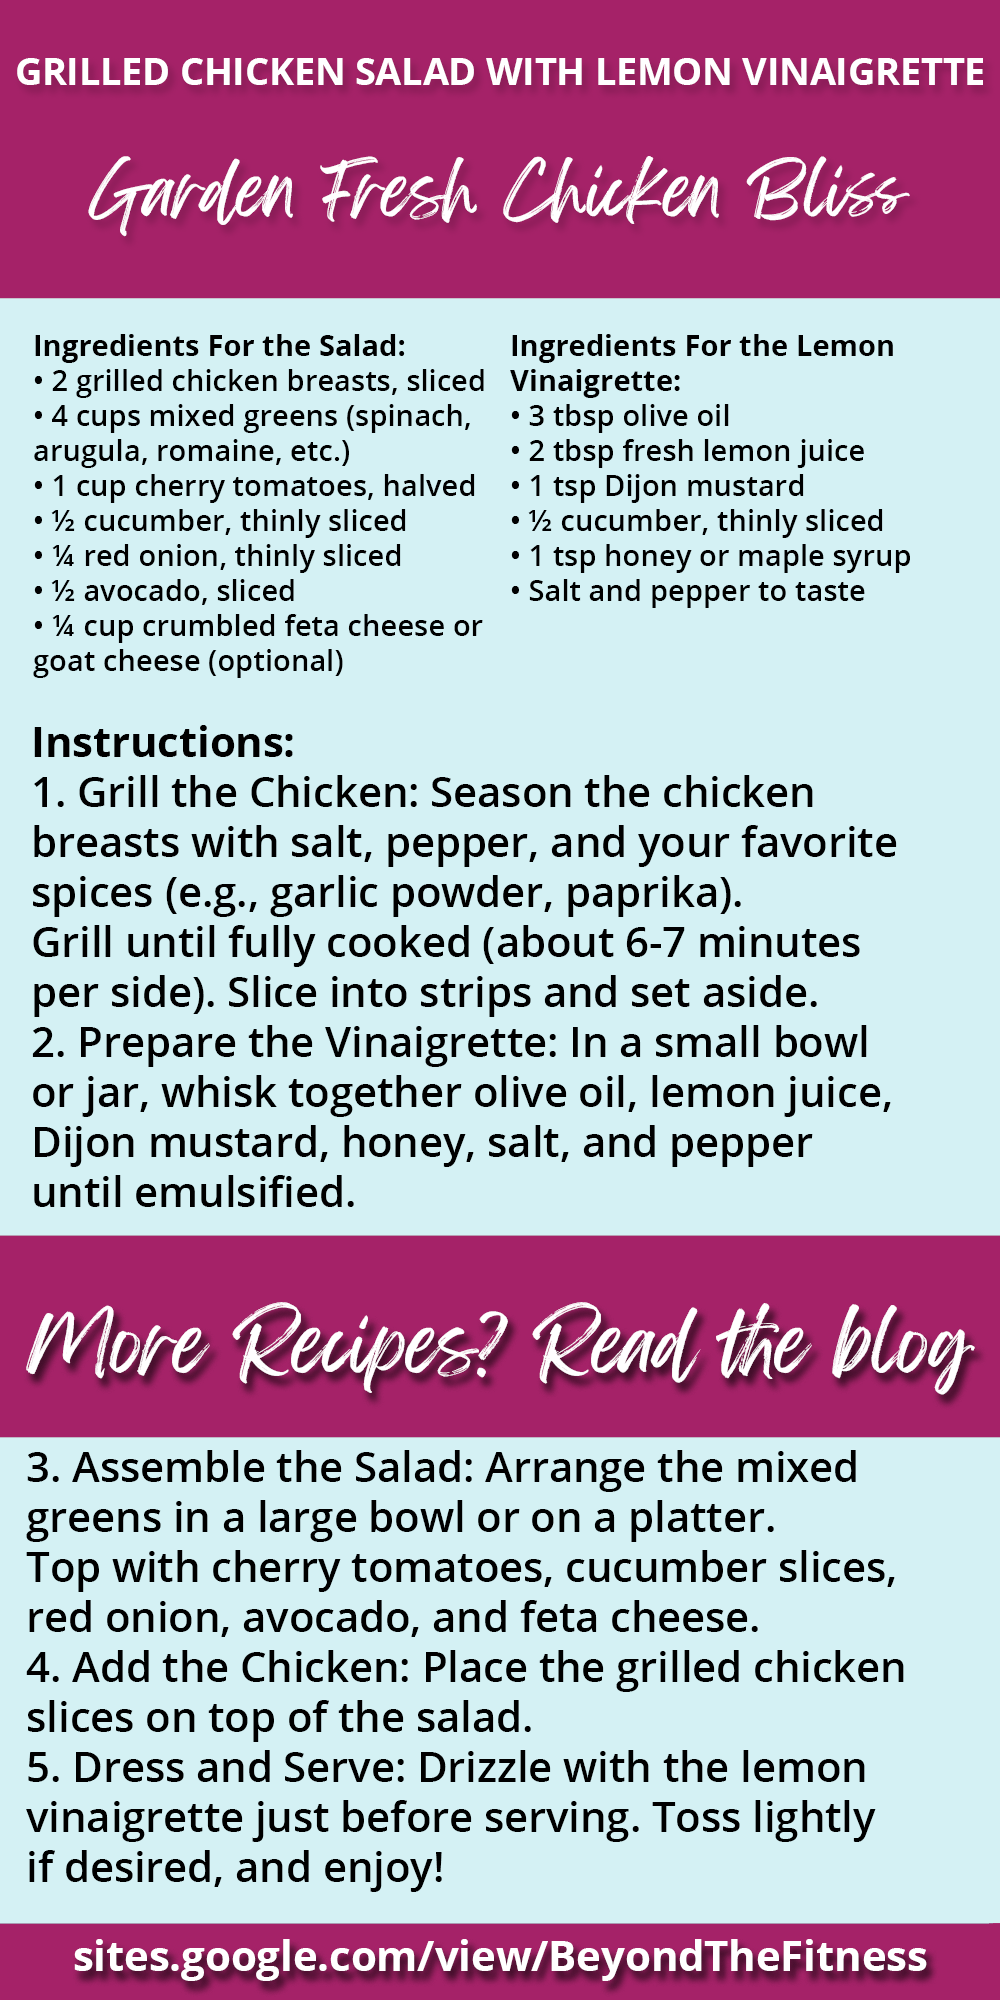 GRILLED CHICKEN SALAD WITH LEMON VINAIGRETTE
Garden Fresh Chicken Bliss
Ingredients For the Salad:
• 2 grilled chicken breasts, sliced
• 4 cups mixed greens (spinach,
arugula, romaine, etc.)
• 1 cup cherry tomatoes, halved
• ½ cucumber, thinly sliced
• ¼ red onion, thinly sliced
• ½ avocado, sliced
• ¼ cup crumbled feta cheese or
goat cheese (optional)
Ingredients For the Lemon
Vinaigrette:
• 3 tbsp olive oil
• 2 tbsp fresh lemon juice
• 1 tsp Dijon mustard
• ½ cucumber, thinly sliced
• 1 tsp honey or maple syrup
• Salt and pepper to taste
Instructions:
1. Grill the Chicken: Season the chicken
breasts with salt, pepper, and your favorite
spices (e.g., garlic powder, paprika).
Grill until fully cooked (about 6-7 minutes
per side). Slice into strips and set aside.
2. Prepare the Vinaigrette: In a small bowl
or jar, whisk together olive oil, lemon juice,
Dijon mustard, honey, salt, and pepper
until emulsified.
More Recipes? Read the blog
3. Assemble the Salad: Arrange the mixed
greens in a large bowl or on a platter.
Top with cherry tomatoes, cucumber slices,
red onion, avocado, and feta cheese.
4. Add the Chicken: Place the grilled chicken
slices on top of the salad.
5. Dress and Serve: Drizzle with the lemon
vinaigrette just before serving. Toss lightly
if desired, and enjoy!
sites.google.com/view/BeyondTheFitness